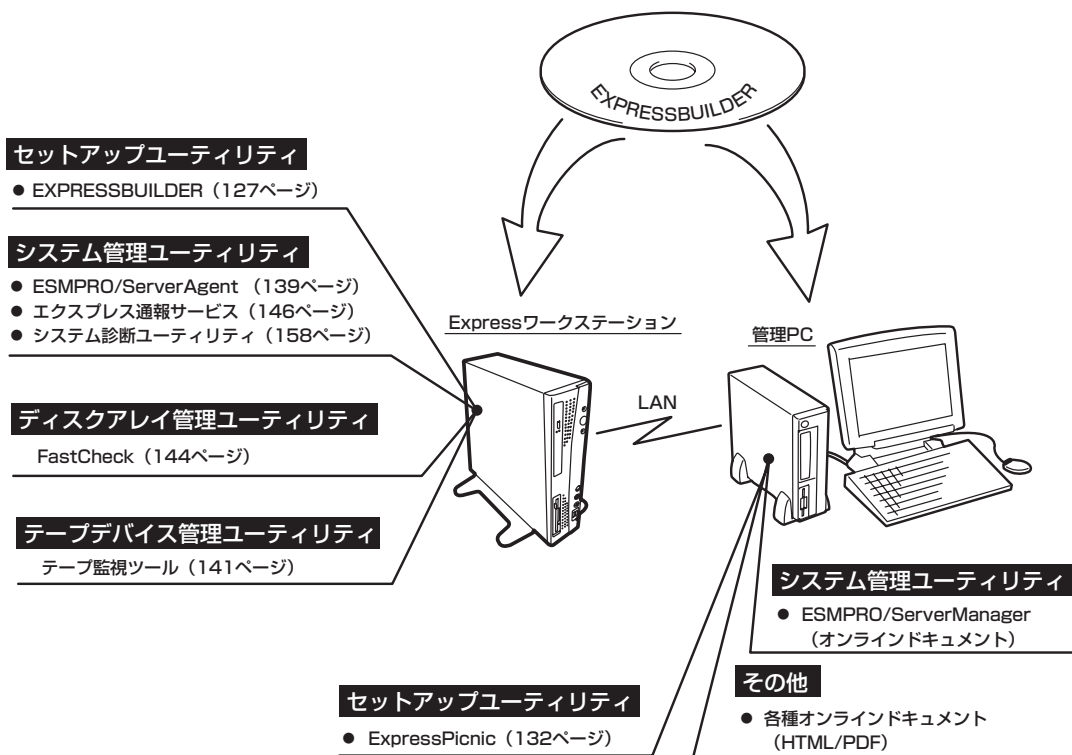 EXPRESSBUILDER
セットアップユーティリティ
● EXPRESSBUILDER（127ページ）
システム管理ユーティリティ
● ESMPRO/ServerAgent （139ページ）
● エクスプレス通報サービス（146ページ）
● システム診断ユーティリティ（158ページ）
ディスクアレイ管理ユーティリティ
FastCheck（144ページ）
テープデバイス管理ユーティリティ
テープ監視ツール（141ページ）
Expressワークステーション
LAN
管理PC
システム管理ユーティリティ
● ESMPRO/ServerManager
（オンラインドキュメント）
その他
● 各種オンラインドキュメント
（HTML/PDF）
セットアップユーティリティ
● ExpressPicnic（132ページ）